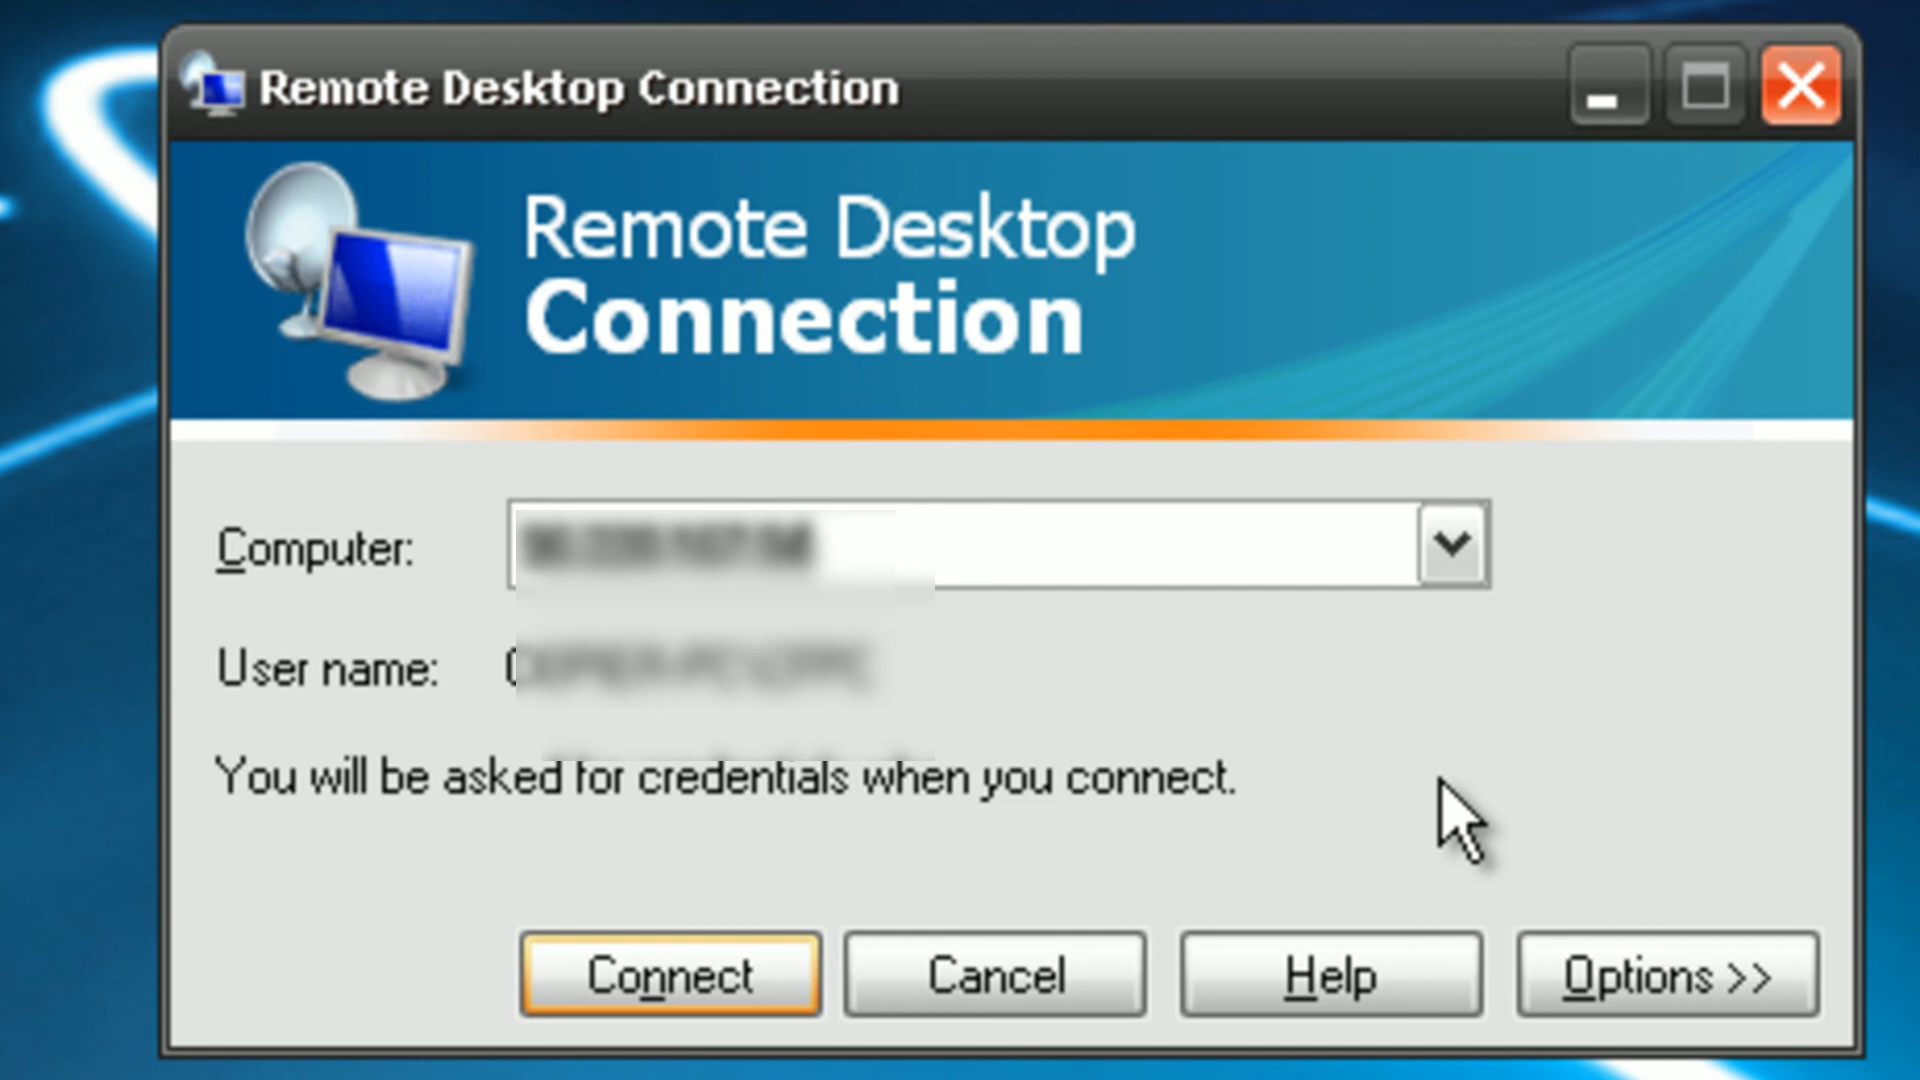 Remote Desktop Connection
Remote Desktop
Connection
Computer:
User name:
You will be asked for credentials when you connect.
Connect Cancel Help Options >>